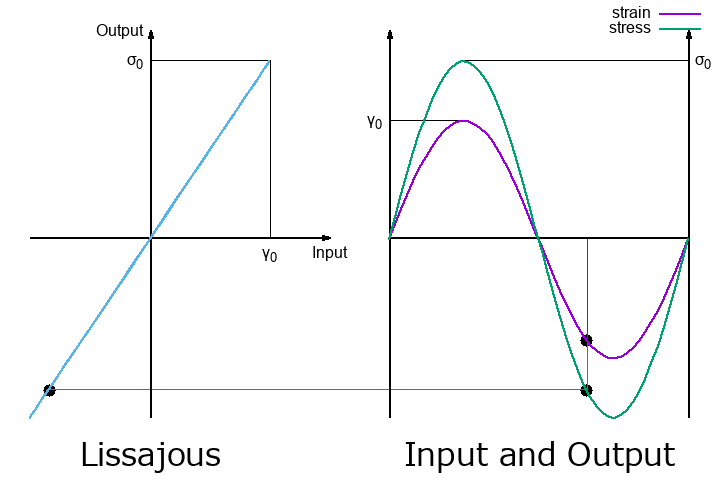 strain
stress
Output
σ0
σ0
γ0
γ0
Input
Lissajous
Input and Output